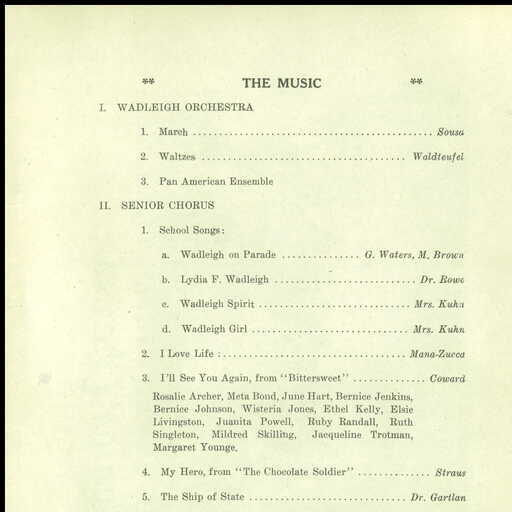 ** THE MUSIC **
I. WADLEIGH ORCHESTRA
1. March ............................................. Sousa
2. Waltzes ...................................... Waldteufel
3. Pan American Ensemble
II. SENIOR CHORUS
1. School Songs:
a. Wadleigh on Parade ............... G. Waters, M. Brown
b. Lydia F. Wadleigh ........................... Dr. Rowe
c. Wadleigh Spirit ............................. Mrs. Kuhn
d. Wadleigh Girl .............................. Mrs. Kuhn
2. I Love Life : ................................... Mana-Zucca
3. I'll See You Again, from "Bittersweet" .............. Coward
Rosalie Archer, Meta Bond, June Hart, Bernice Jenkins,
Bernice Johnson, Wisteria Jones, Ethel Kelly, Elsie
Livingston, Juanita Powell, Ruby Randall, Ruth
Singleton, Mildred Skilling, Jacqueline Trotman,
Margaret Younge.
4. My Hero, from "The Chocolate Soldier" .............. Straus
5. The Ship of State .............................. Dr. Gartlan